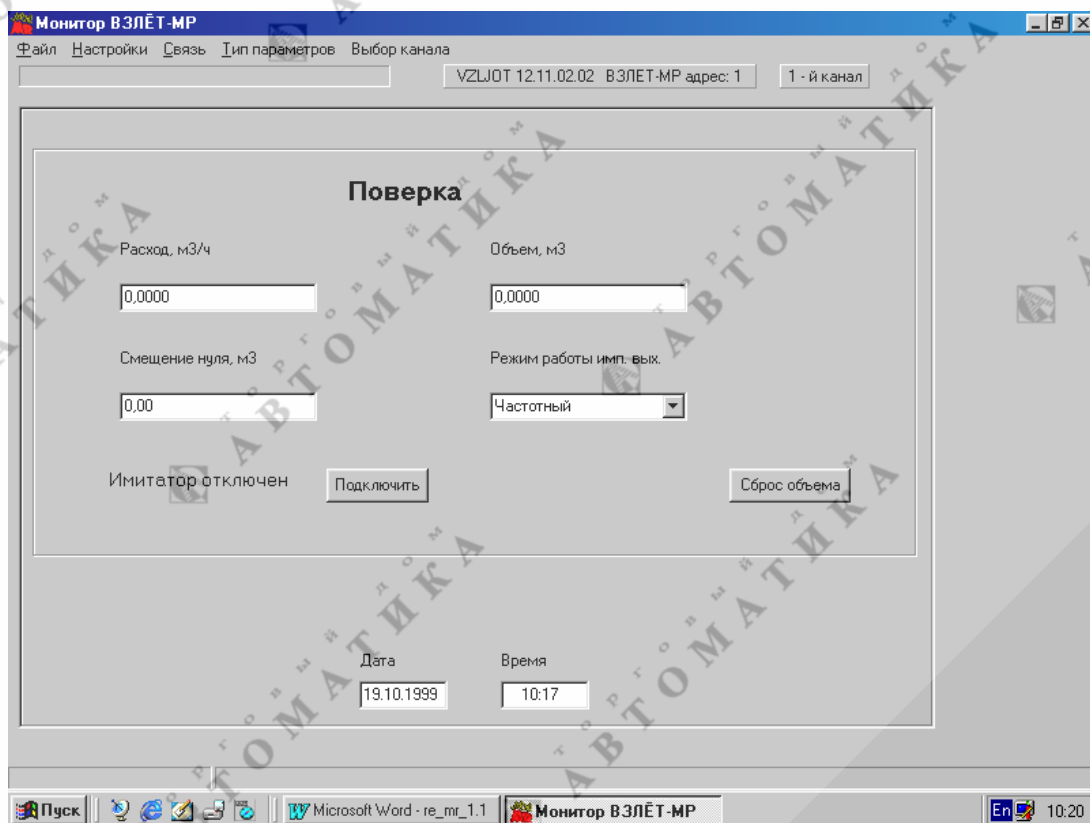 Монитор ВЗЛЁТ-МР
Файл Настройки Связь Тип параметров Выбор канала
VZLJOT 12.11.02.02 ВЗЛЕТ-МР адрес: 1 1 - й канал
Поверка
Расход, м3/ч Объем, м3
0,0000 0,0000
Смещение нуля, м3 Режим работы имп. вых.
0,00 Частотный
Имитатор отключен Подключить Сброс объема
Дата Время
19.10.1999 10:17
Пуск Microsoft Word - re_mr_1.1 Монитор ВЗЛЁТ-МР En 10:20
торговый дом АВТОМАТИКА